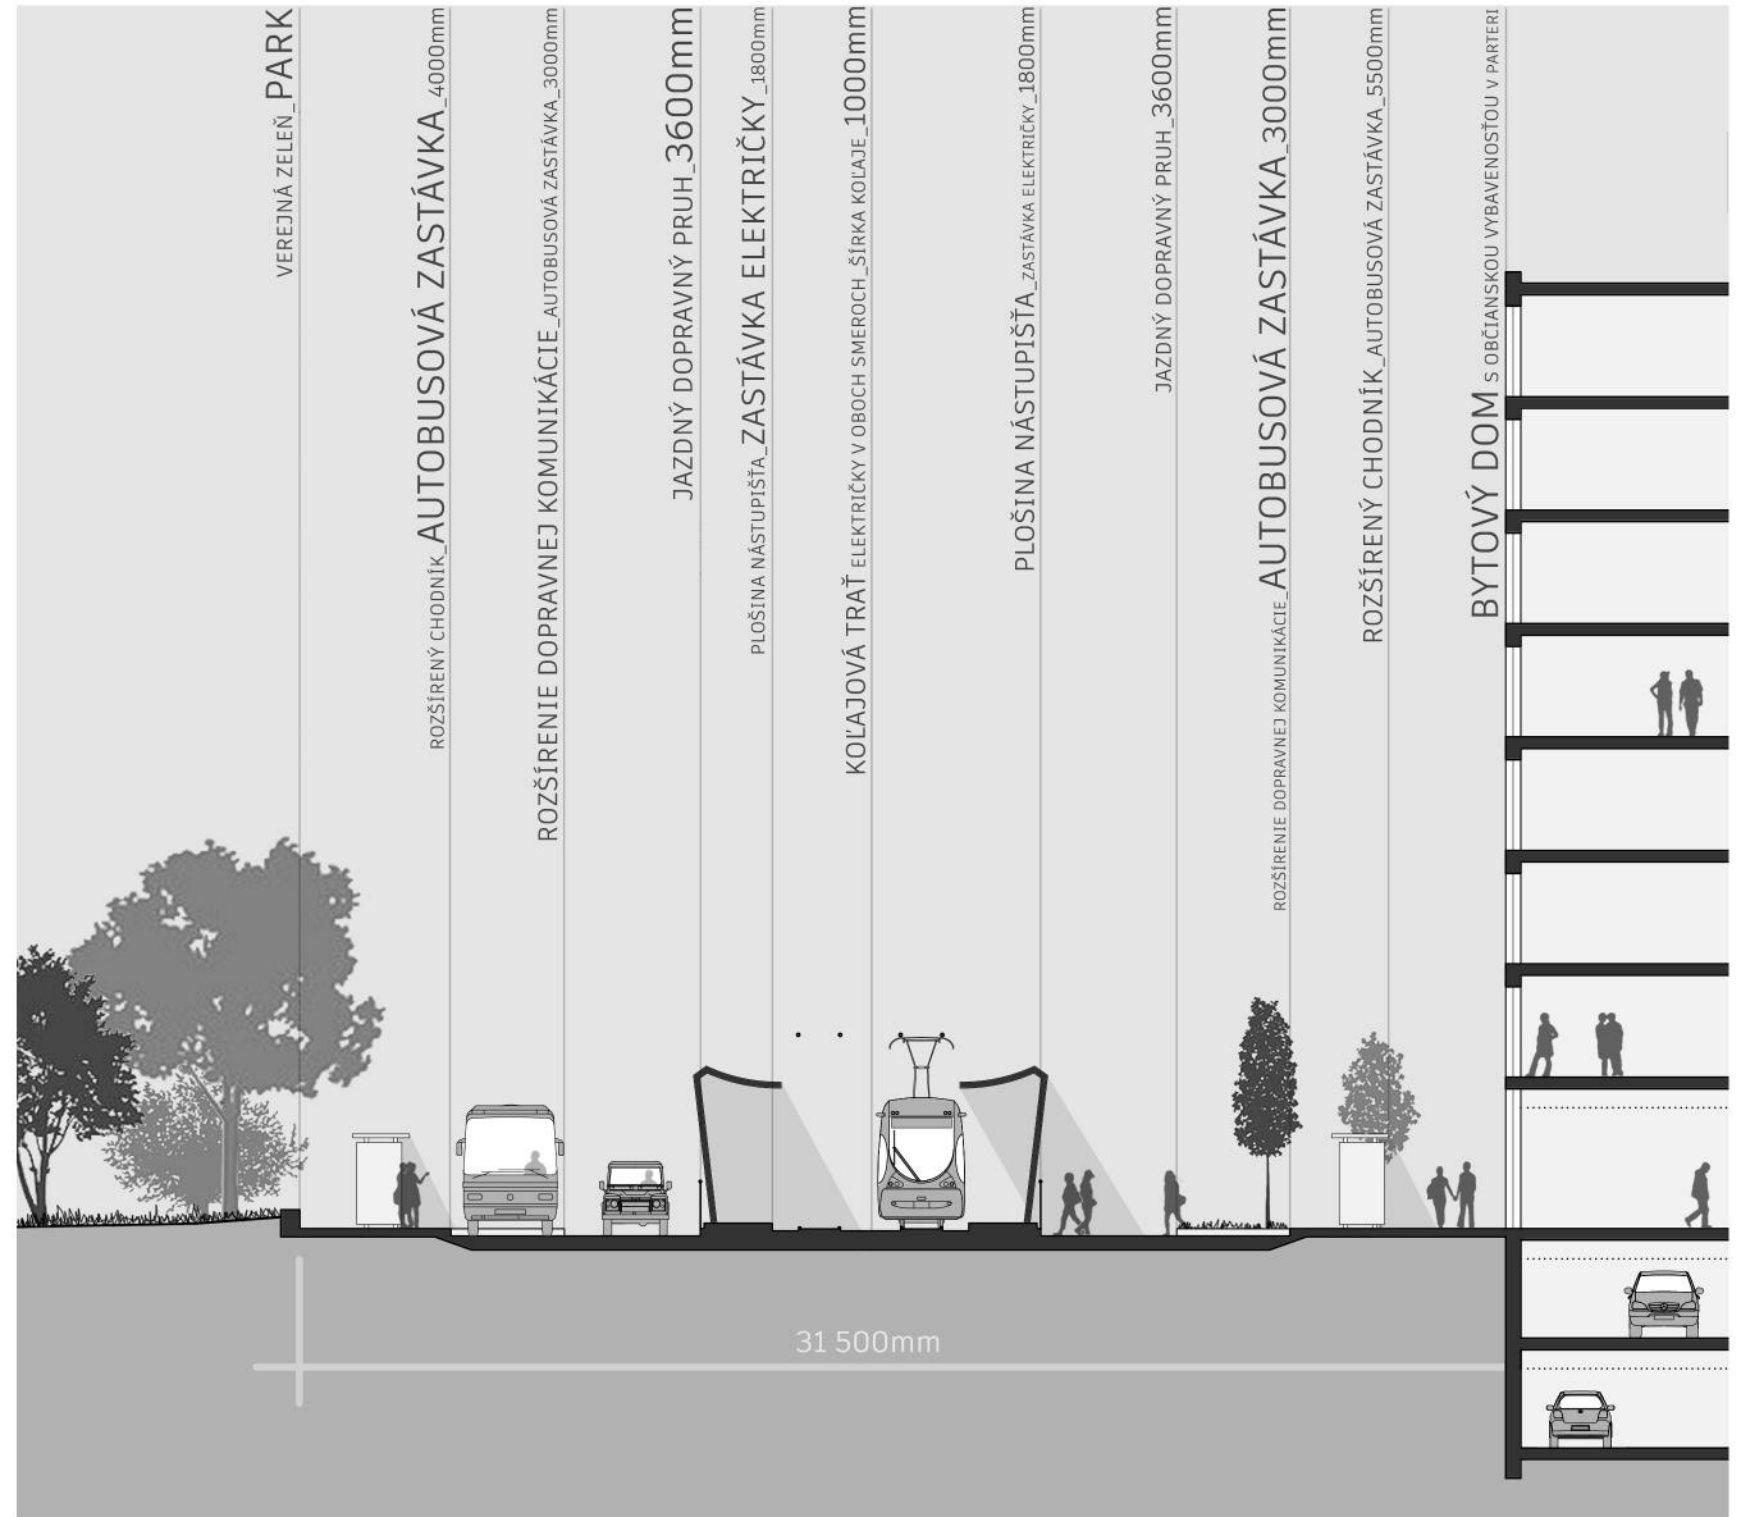 VEREJNÁ ZELEŇ_PARK
ROZŠÍRENÝ CHODNÍK_AUTOBUSOVÁ ZASTÁVKA_4000mm
ROZŠÍRENIE DOPRAVNEJ KOMUNIKÁCIE_AUTOBUSOVÁ ZASTÁVKA_3000mm
JAZDNÝ DOPRAVNÝ PRUH_3600mm
PLOŠINA NÁSTUPIŠŤA_ZASTÁVKA ELEKTRIČKY_1800mm
KOĽAJOVÁ TRAŤ ELEKTRIČKY V OBOCH SMEROCH_ŠÍRKA KOĽAJE_1000mm
PLOŠINA NÁSTUPIŠŤA_ZASTÁVKA ELEKTRIČKY_1800mm
JAZDNÝ DOPRAVNÝ PRUH_3600mm
ROZŠÍRENIE DOPRAVNEJ KOMUNIKÁCIE_AUTOBUSOVÁ ZASTÁVKA_3000mm
ROZŠÍRENÝ CHODNÍK_AUTOBUSOVÁ ZASTÁVKA_5500mm
BYTOVÝ DOM S OBČIANSKOU VYBAVENOSŤOU V PARTERI
31 500mm